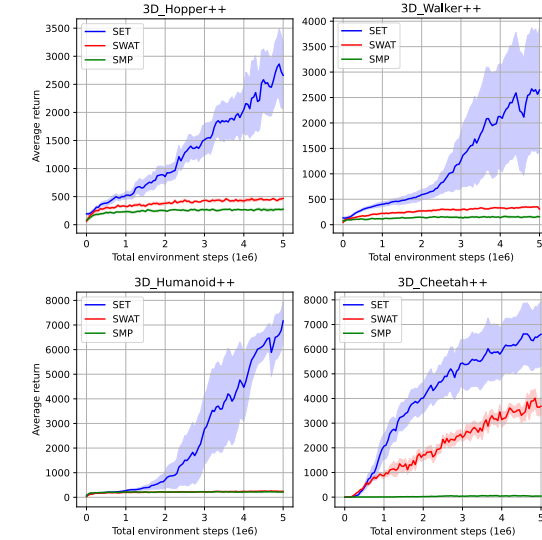 3D_Hopper++
SET
SWAT
SMP
3500
3000
2500
2000
1500
1000
500
0
Average return
0 1 2 3 4 5
Total environment steps (1e6)
3D_Walker++
SET
SWAT
SMP
4000
3500
3000
2500
2000
1500
1000
500
0
0 1 2 3 4 5
Total environment steps (1e6)
3D_Humanoid++
SET
SWAT
SMP
8000
7000
6000
5000
4000
3000
2000
1000
0
Average return
0 1 2 3 4 5
Total environment steps (1e6)
3D_Cheetah++
SET
SWAT
SMP
8000
7000
6000
5000
4000
3000
2000
1000
0
0 1 2 3 4 5
Total environment steps (1e6)